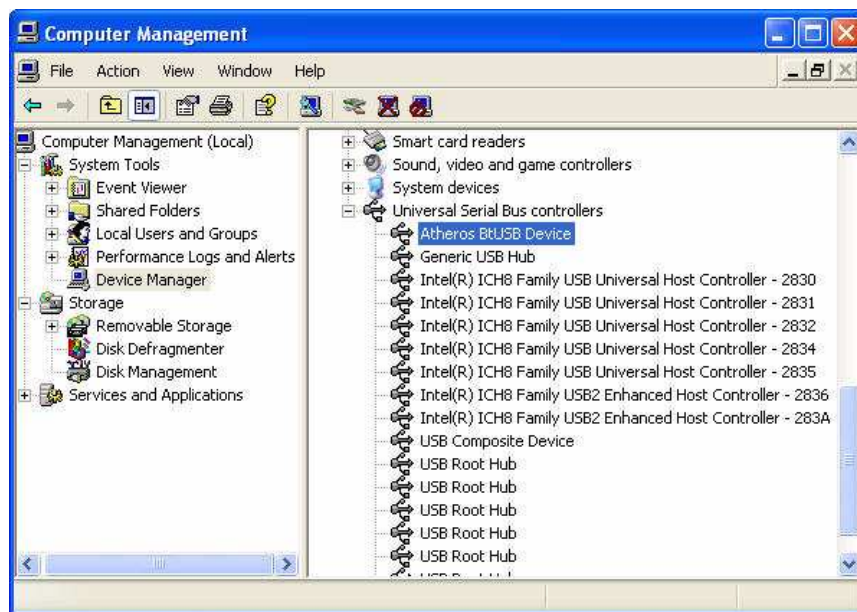 Computer Management
File Action View Window Help
Computer Management (Local)
System Tools
Event Viewer
Shared Folders
Local Users and Groups
Performance Logs and Alerts
Device Manager
Storage
Removable Storage
Disk Defragmenter
Disk Management
Services and Applications
Smart card readers
Sound, video and game controllers
System devices
Universal Serial Bus controllers
Atheros BtUSB Device
Generic USB Hub
Intel(R) ICH8 Family USB Universal Host Controller - 2830
Intel(R) ICH8 Family USB Universal Host Controller - 2831
Intel(R) ICH8 Family USB Universal Host Controller - 2832
Intel(R) ICH8 Family USB Universal Host Controller - 2834
Intel(R) ICH8 Family USB Universal Host Controller - 2835
Intel(R) ICH8 Family USB2 Enhanced Host Controller - 2836
Intel(R) ICH8 Family USB2 Enhanced Host Controller - 283A
USB Composite Device
USB Root Hub
USB Root Hub
USB Root Hub
USB Root Hub
USB Root Hub